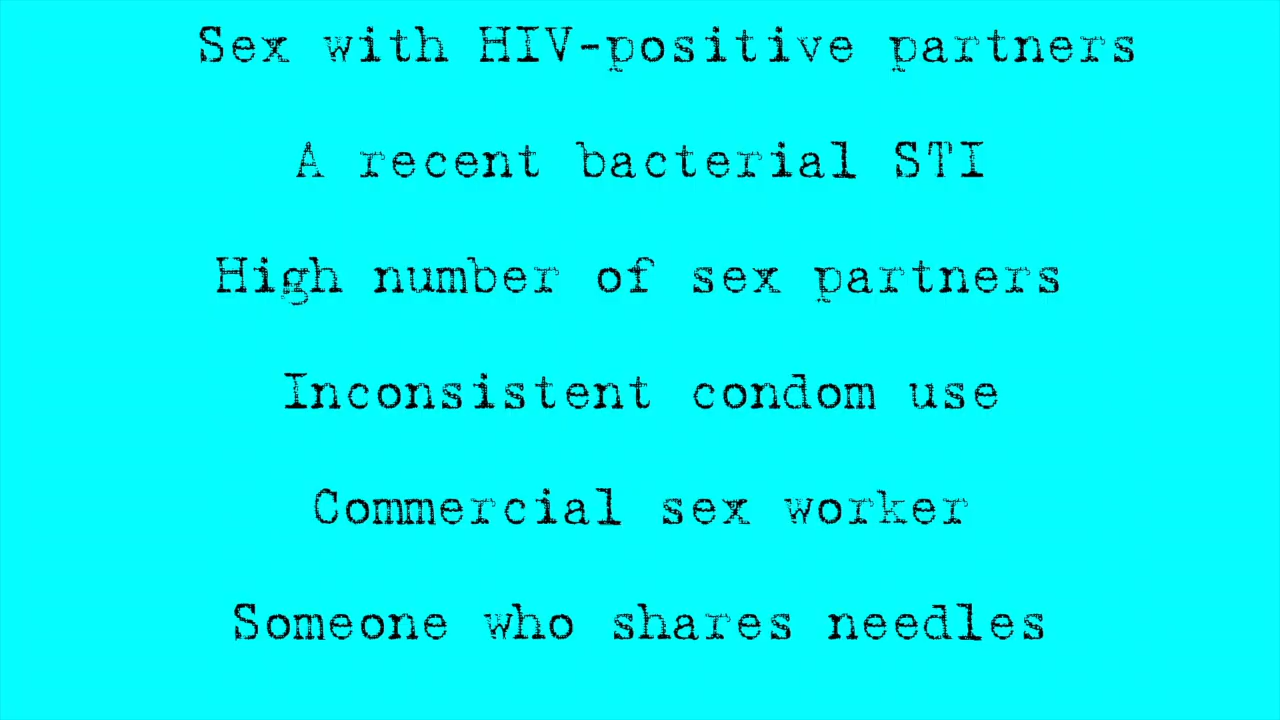 Sex with HIV-positive partners
A recent bacterial STI
High number of sex partners
Inconsistent condom use
Commercial sex worker
Someone who shares needles